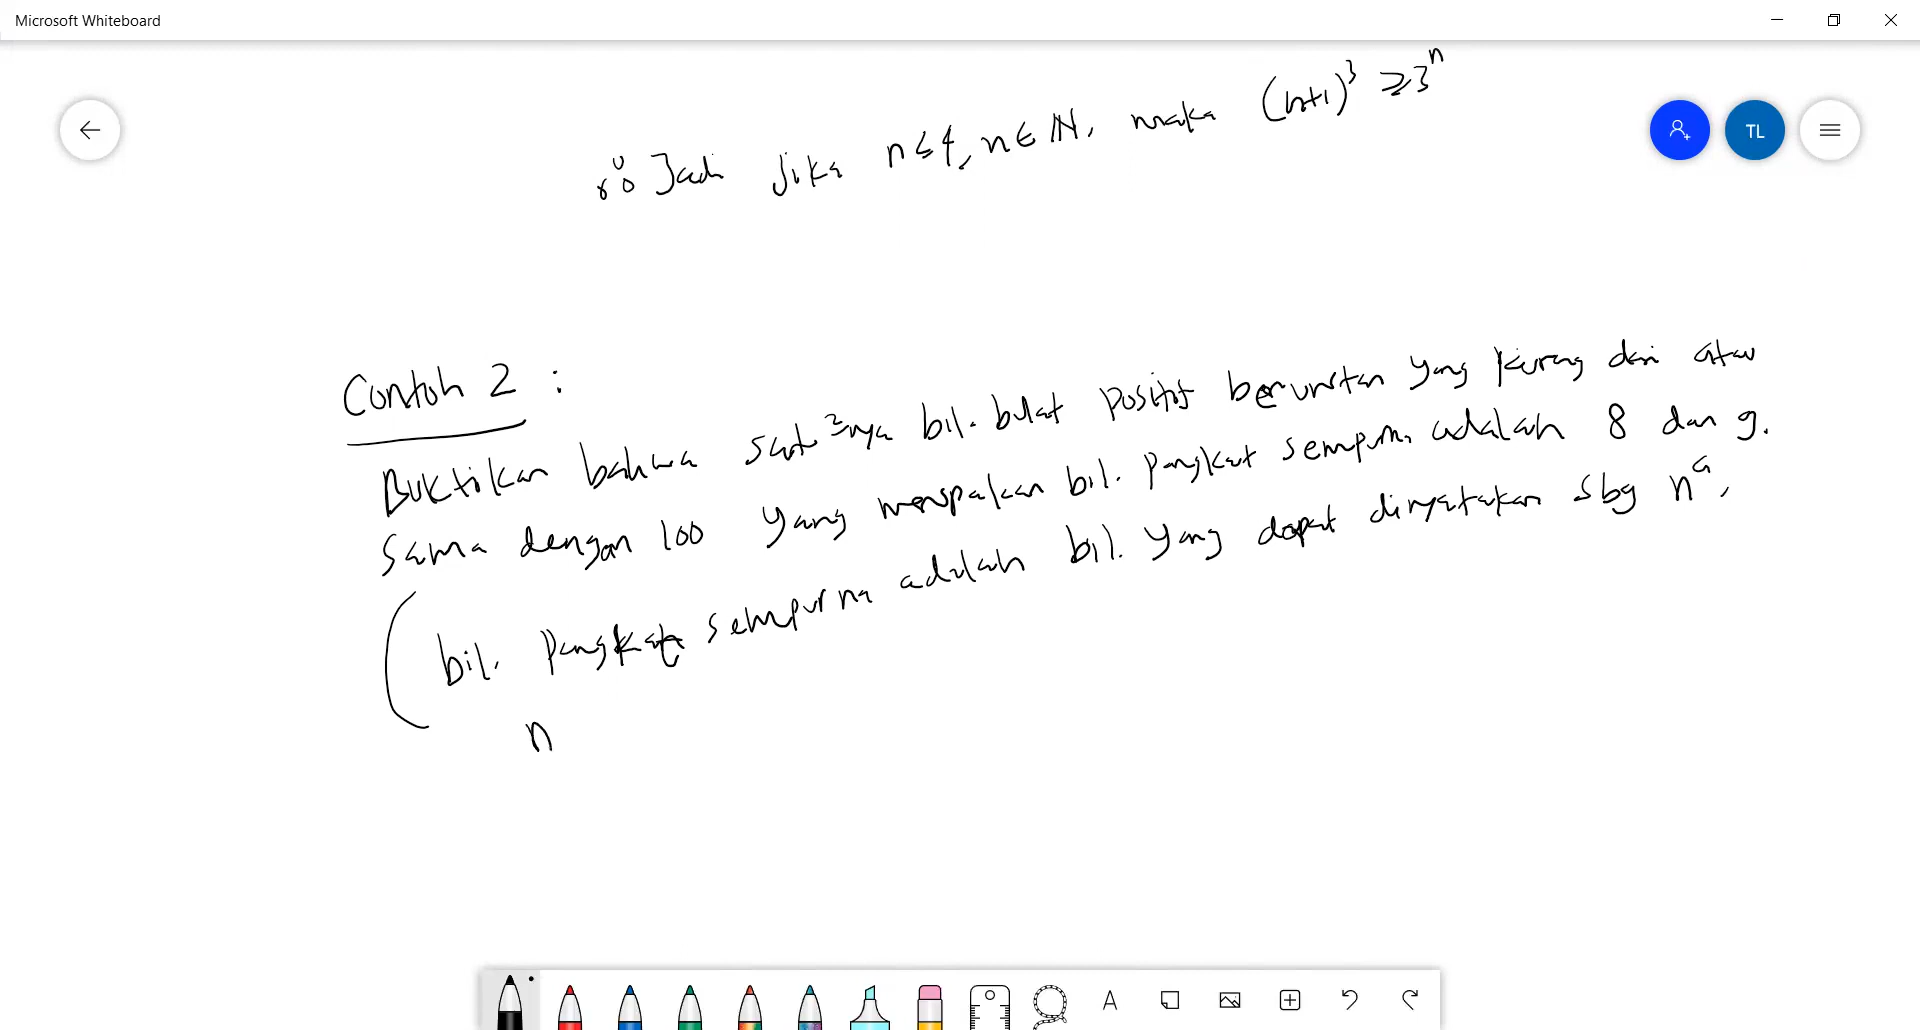 Microsoft Whiteboard
∴ Jadi Jika n ≤ 4, n ∈ ℕ, maka (n+1)³ ≥ 3ⁿ
TL
Contoh 2 :
Buktikan bahwa satu²nya bil. bulat positif berurutan yang kurang dari atau
sama dengan 100 yang merupakan bil. pangkat sempurna adalah 8 dan 9.
(bil. pangkat sempurna adalah bil. yang dapat dinyatakan sbg nᵃ,
n
A